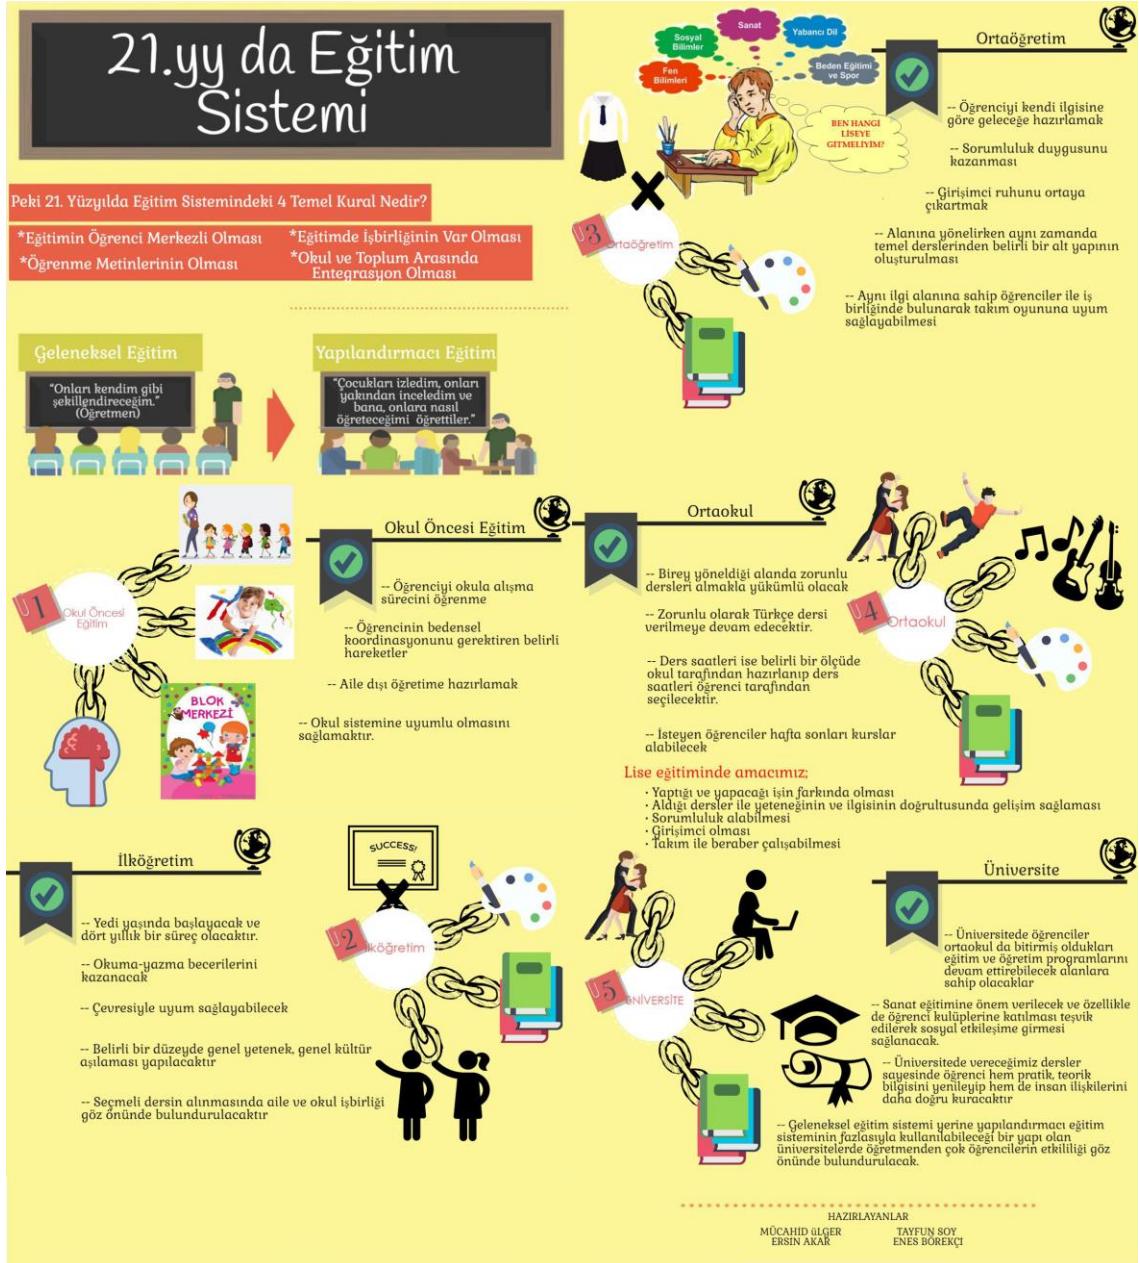 21.yy da Eğitim
Sistemi
Peki 21. Yüzyılda Eğitim Sistemindeki 4 Temel Kural Nedir?
*Eğitimin Öğrenci Merkezli Olması
*Öğrenme Metinlerinin Olması
*Eğitimde İşbirliğinin Var Olması
*Okul ve Toplum Arasında
Entegrasyon Olması
Geleneksel Eğitim
"Onları kendim gibi
şekillendireceğim."
(Öğretmen)
Yapılandırmacı Eğitim
"Çocukları izledim, onları
yakından inceledim ve
bana, onlara nasıl
öğreteceğimi öğrettiler."
1
Okul Öncesi
Eğitim
BLOK
MERKEZİ
Okul Öncesi Eğitim
-- Öğrenciyi okula alışma
sürecini öğrenme
-- Öğrencinin bedensel
koordinasyonunu gerektiren belirli
hareketler
-- Aile dışı öğretime hazırlamak
-- Okul sistemine uyumlu olmasını
sağlamaktır.
İlköğretim
-- Yedi yaşında başlayacak ve
dört yıllık bir süreç olacaktır.
-- Okuma-yazma becerilerini
kazanacak
-- Çevresiyle uyum sağlayabilecek
-- Belirli bir düzeyde genel yetenek, genel kültür
aşılaması yapılacaktır
-- Seçmeli dersin alınmasında aile ve okul işbirliği
göz önünde bulundurulacaktır
SUCCESS!
2
İlköğretim
Fen
Bilimleri
Sosyal
Bilimler
Sanat
Yabancı Dil
Beden Eğitimi
ve Spor
BEN HANGİ
LİSEYE
GİTMELİYİM?
3
Ortaöğretim
Ortaöğretim
-- Öğrenciyi kendi ilgisine
göre geleceğe hazırlamak
-- Sorumluluk duygusunu
kazanması
-- Girişimci ruhunu ortaya
çıkartmak
-- Alanına yönelirken aynı zamanda
temel derslerinden belirli bir alt yapının
oluşturulması
-- Aynı ilgi alanına sahip öğrenciler ile iş
birliğinde bulunarak takım oyununa uyum
sağlayabilmesi
Ortaokul
-- Birey yöneldiği alanda zorunlu
dersleri almakla yükümlü olacak
-- Zorunlu olarak Türkçe dersi
verilmeye devam edecektir.
-- Ders saatleri ise belirli bir ölçüde
okul tarafından hazırlanıp ders
saatleri öğrenci tarafından
seçilecektir.
-- İsteyen öğrenciler hafta sonları kurslar
alabilecek
4
Ortaokul
Lise eğitiminde amacımız;
• Yaptığı ve yapacağı işin farkında olması
• Aldığı dersler ile yeteneğinin ve ilgisinin doğrultusunda gelişim sağlaması
• Sorumluluk alabilmesi
• Girişimci olması
• Takım ile beraber çalışabilmesi
5
ÜNİVERSİTE
Üniversite
-- Üniversitede öğrenciler
ortaokul da bitirmiş oldukları
eğitim ve öğretim programlarını
devam ettirebilecek alanlara
sahip olacaklar
-- Sanat eğitimine önem verilecek ve özellikle
de öğrenci kulüplerine katılması teşvik
edilerek sosyal etkileşime girmesi
sağlanacak.
-- Üniversitede vereceğimiz dersler
sayesinde öğrenci hem pratik, teorik
bilgisini yenileyip hem de insan ilişkilerini
daha doğru kuracaktır
-- Geleneksel eğitim sistemi yerine yapılandırmacı eğitim
sisteminin fazlasıyla kullanılabileceği bir yapı olan
üniversitelerde öğretmenden çok öğrencilerin etkililiği göz
önünde bulundurulacak.
HAZIRLAYANLAR
MÜCAHİD üLGER
ERSİN AKAR
TAYFUN SOY
ENES BÖREKÇİ